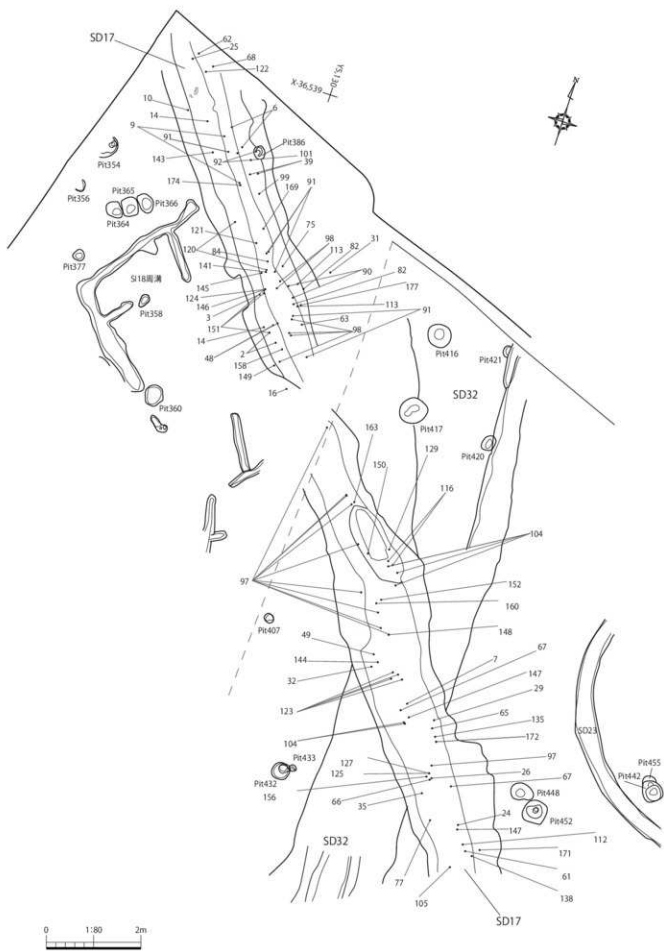 SD17
62
25
68
122
X-36,539
Y5,130
N
10
14
9
91
143
174
6
Pit386
92
101
39
99
169
91
Pit354
Pit356
Pit365
Pit366
Pit364
Pit377
SI18周溝
Pit358
Pit360
121
120
84
141
145
124
146
3
151
14
48
2
158
149
16
75
98
113
82
31
90
82
177
113
63
91
98
Pit416
Pit421
SD32
Pit417
Pit420
163
150
129
116
104
97
152
160
148
Pit407
49
144
32
123
104
7
67
147
29
65
135
172
97
26
67
127
125
156
66
35
Pit433
Pit432
SD32
SD23
Pit455
Pit442
Pit448
Pit452
24
147
112
171
61
138
77
105
SD17
0
1:80
2m